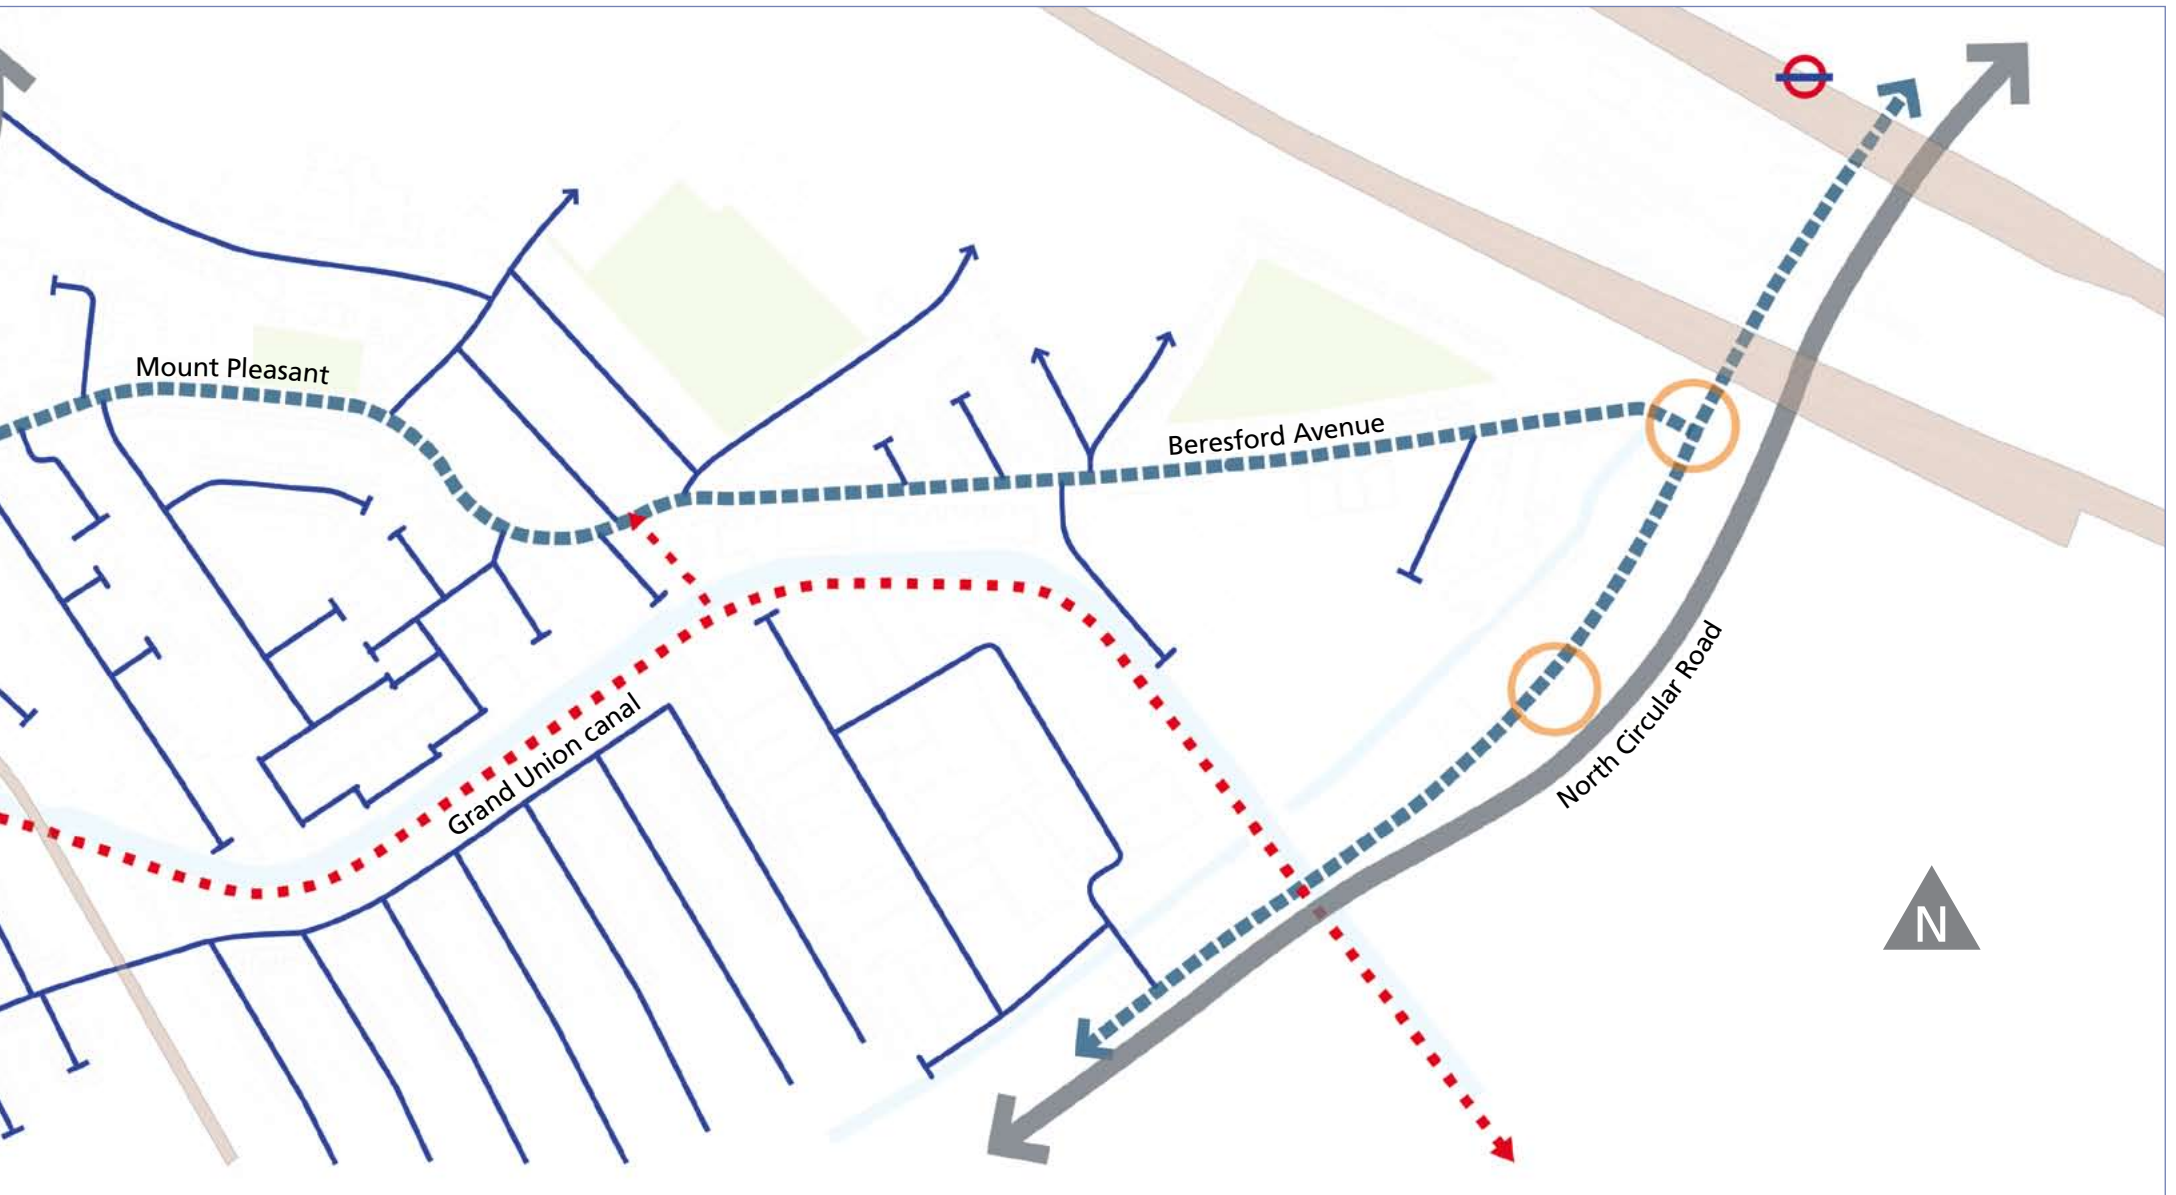 Mount Pleasant
Beresford Avenue
North Circular Road
Grand Union canal
N